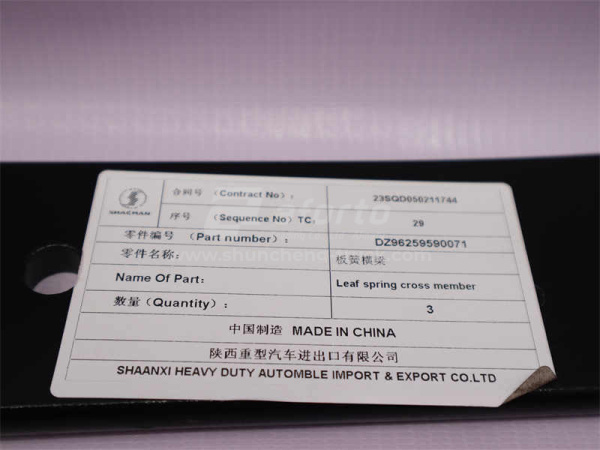 SHACMAN
合同号 (Contract No): 23SQD050211744
序号 (Sequence No) TC: 29
零件编号 (Part number): DZ96259590071
零件名称: 板簧横梁
Name Of Part: Leaf spring cross member
数量 (Quantity): 3
中国制造 MADE IN CHINA
陕西重型汽车进出口有限公司
SHAANXI HEAVY DUTY AUTOMBLE IMPORT & EXPORT CO.LTD